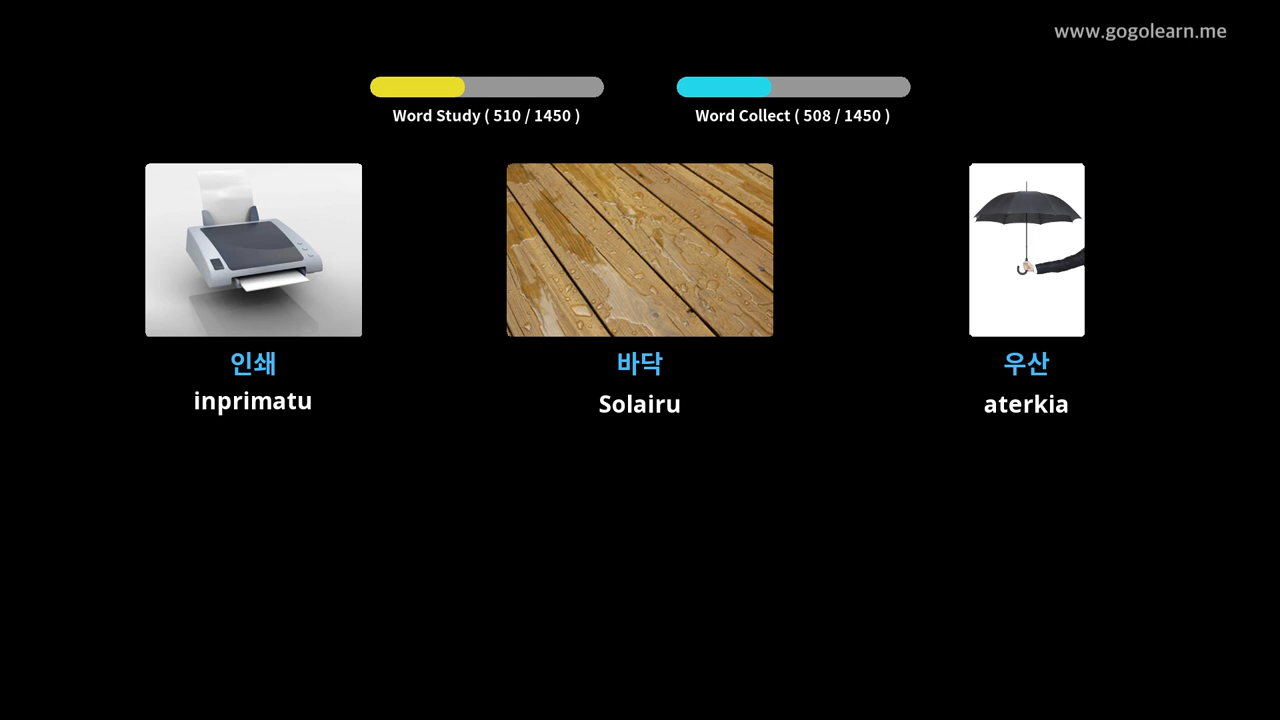 www.gogolearn.me
Word Study ( 510 / 1450 )
Word Collect ( 508 / 1450 )
인쇄
바닥
우산
inprimatu
Solairu
aterkia